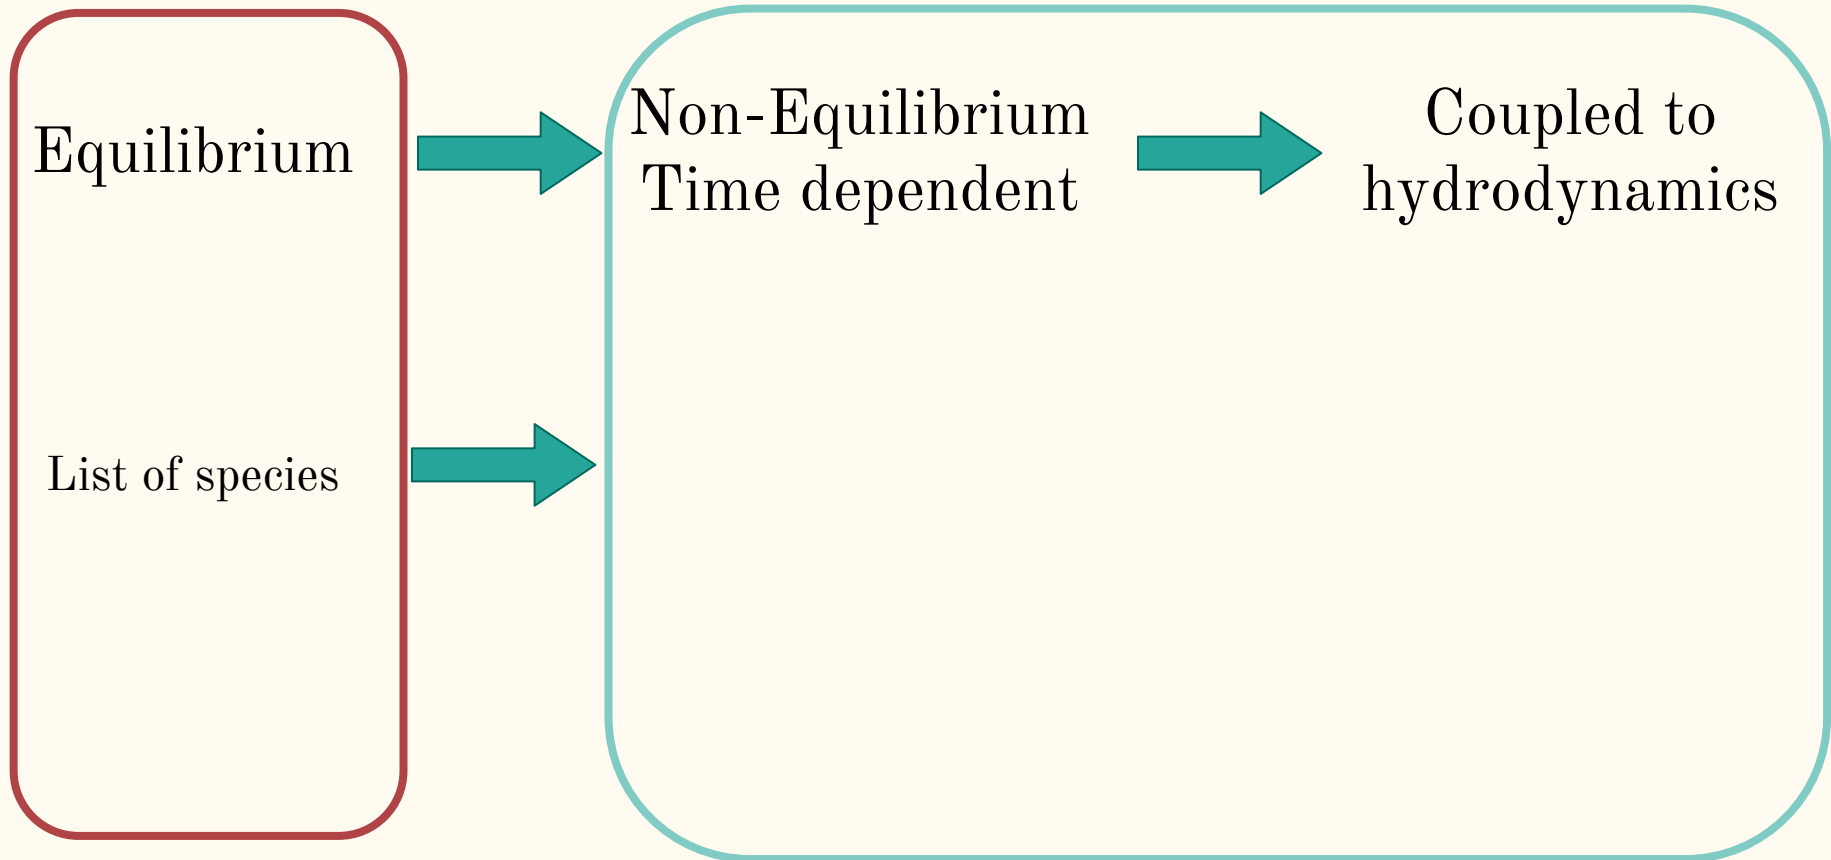 Equilibrium
Non-Equilibrium
Time dependent
Coupled to
hydrodynamics
List of species